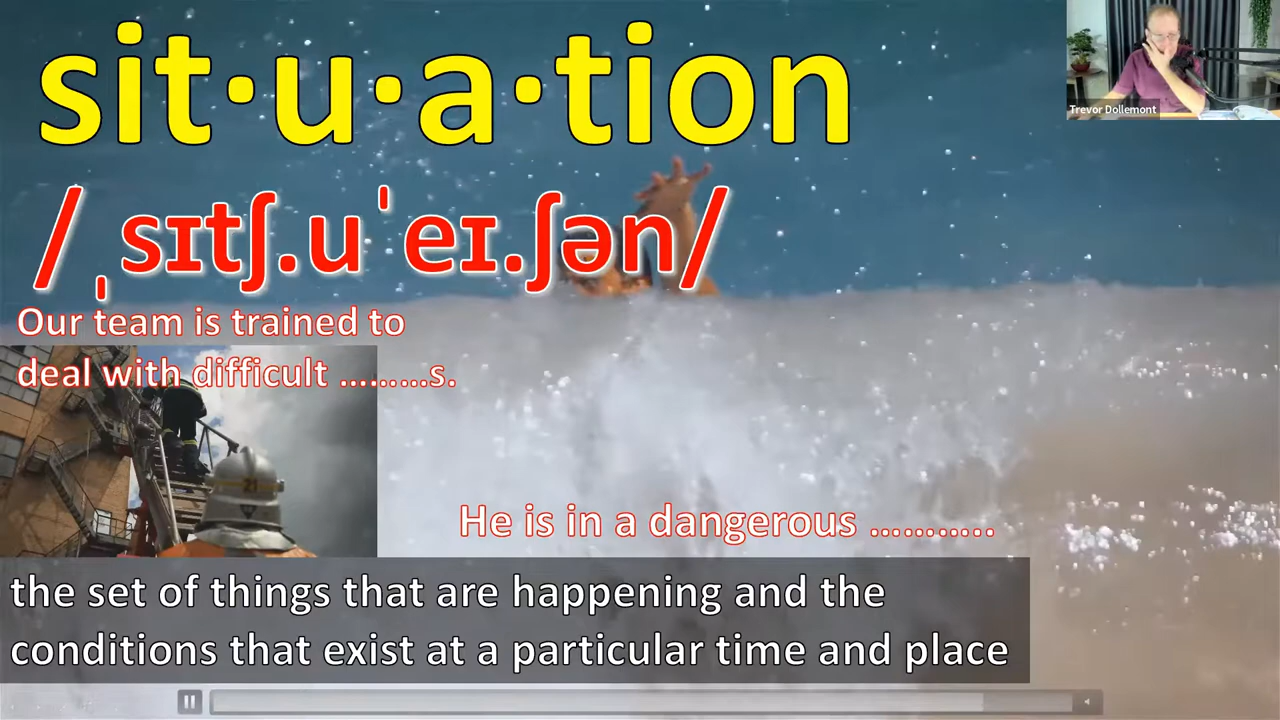 sit·u·a·tion
/ˌsɪtʃ.uˈeɪ.ʃən/
Trevor Dollemont
Our team is trained to
deal with difficult .........s.
21
He is in a dangerous ...........
the set of things that are happening and the
conditions that exist at a particular time and place